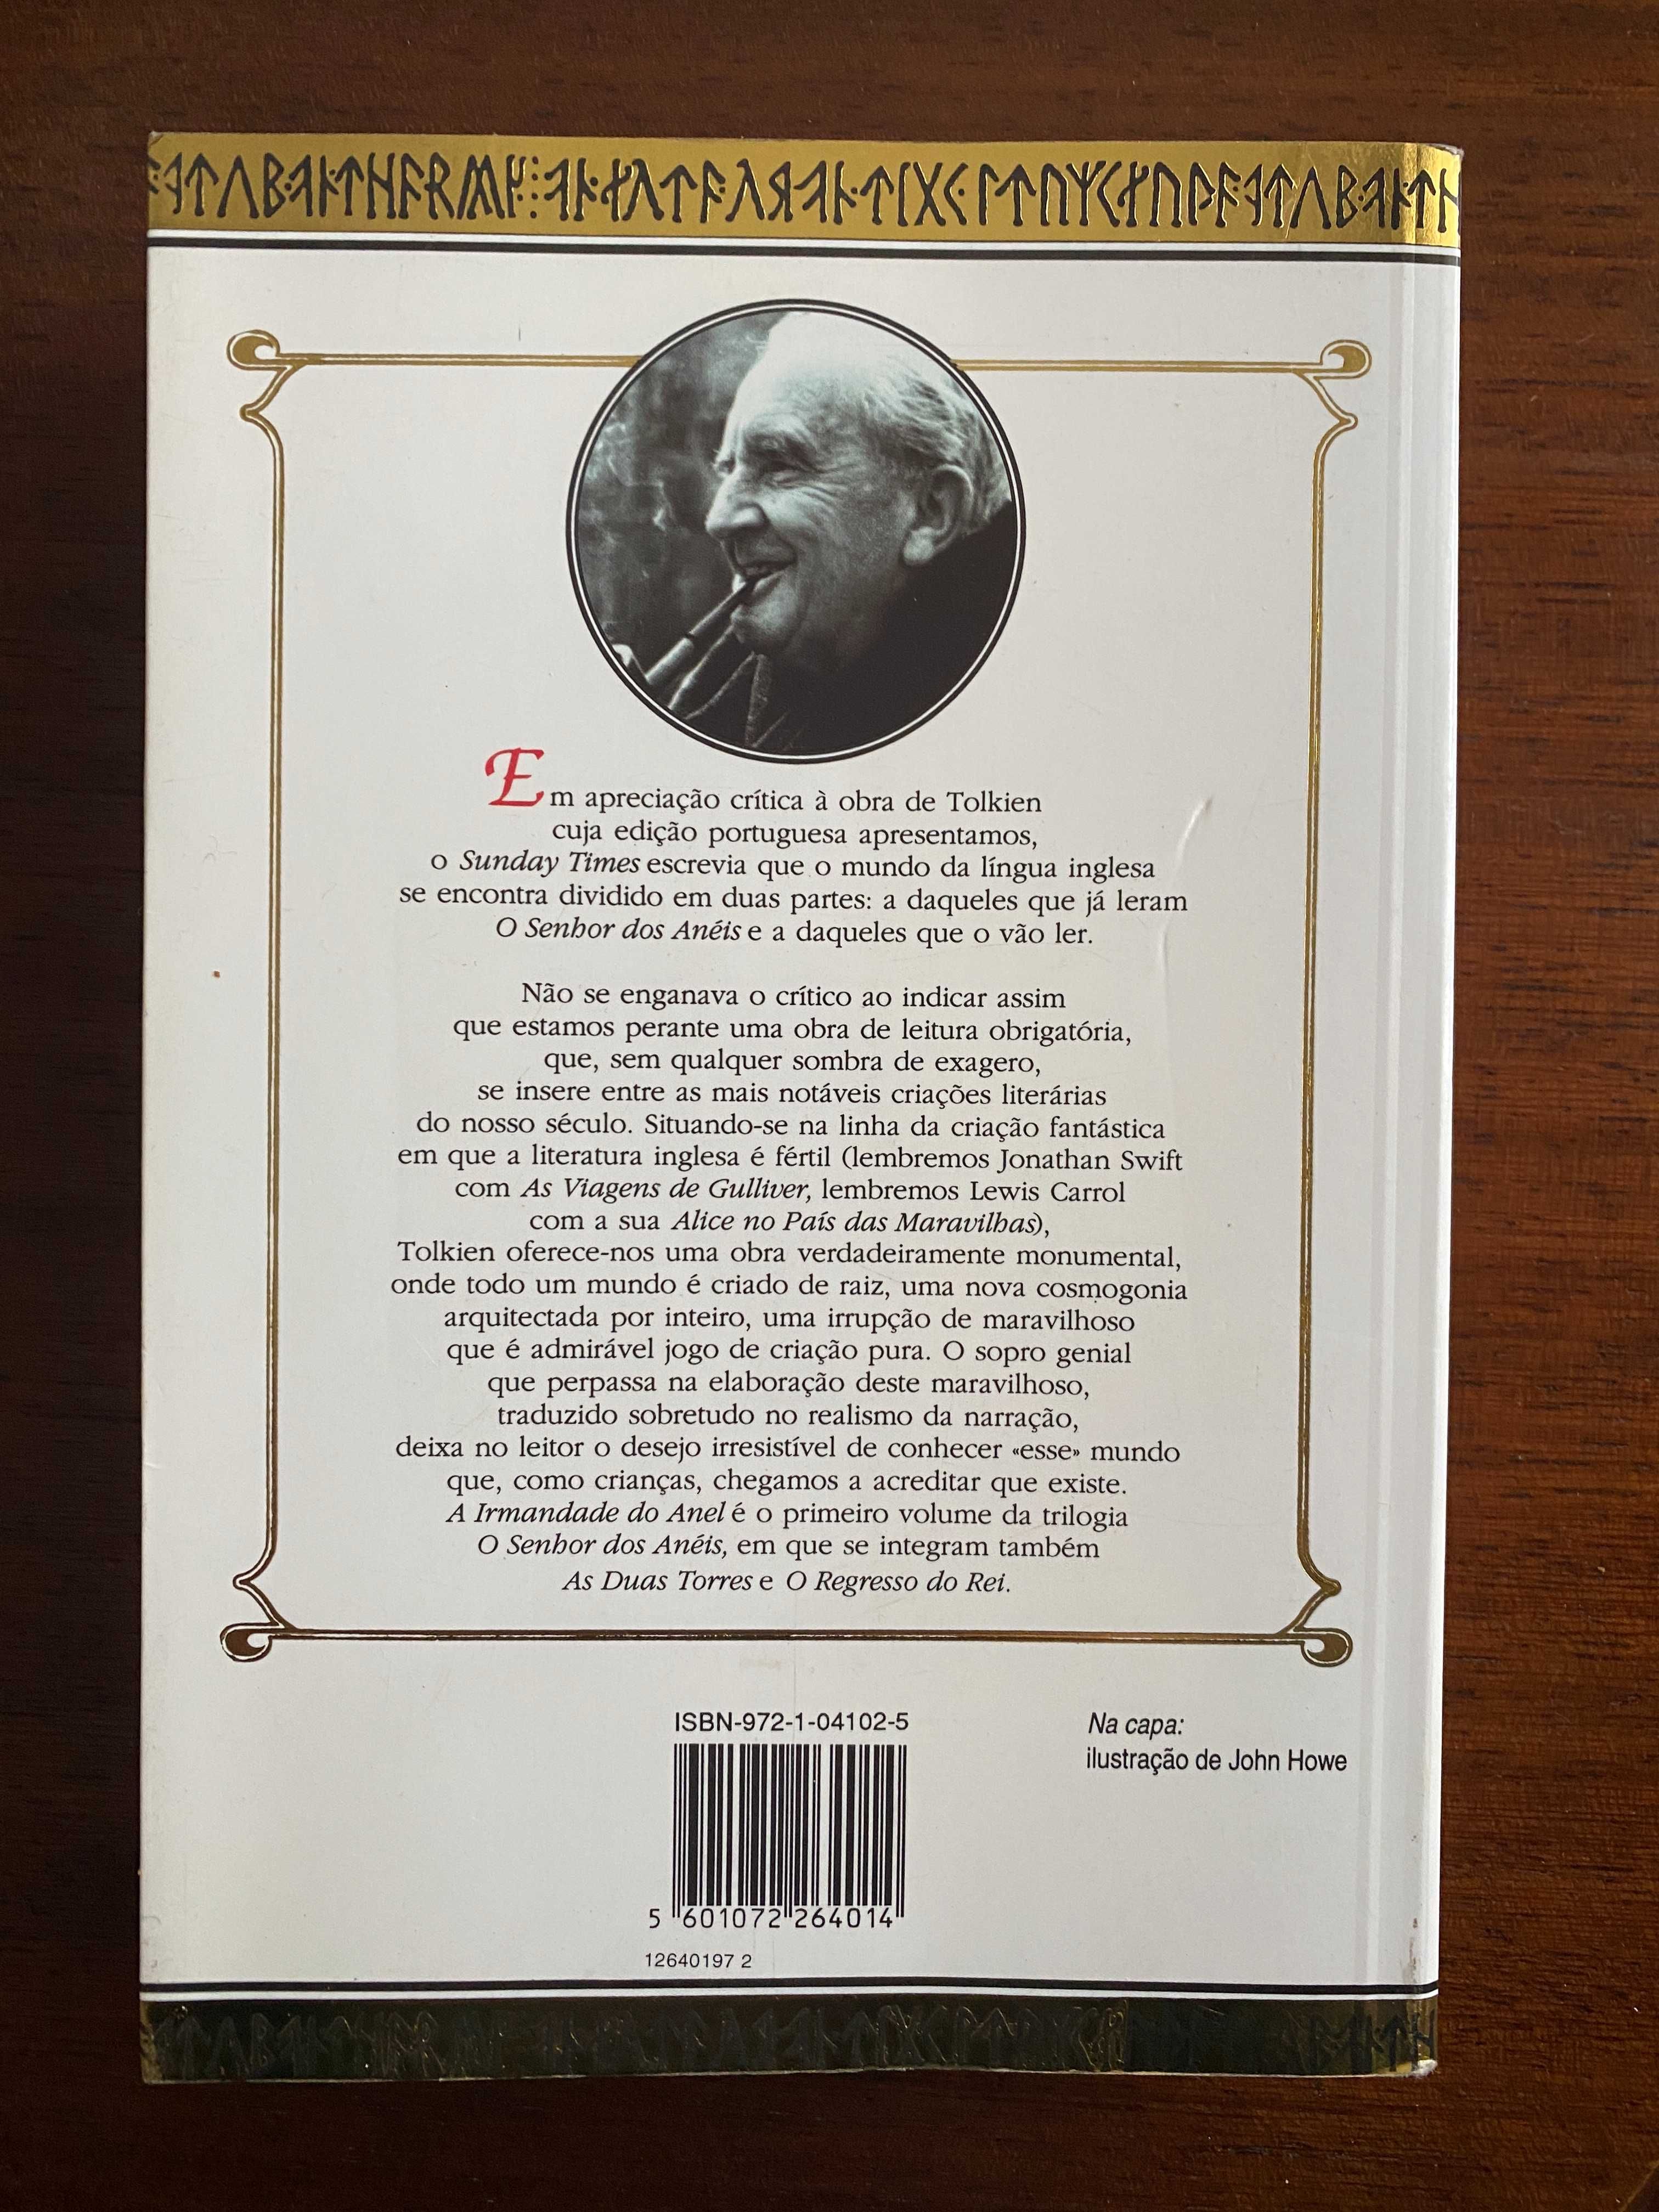 Em apreciação crítica à obra de Tolkien
cuja edição portuguesa apresentamos,
o Sunday Times escrevia que o mundo da língua inglesa
se encontra dividido em duas partes: a daqueles que já leram
O Senhor dos Anéis e a daqueles que o vão ler.
Não se enganava o crítico ao indicar assim
que estamos perante uma obra de leitura obrigatória,
que, sem qualquer sombra de exagero,
se insere entre as mais notáveis criações literárias
do nosso século. Situando-se na linha da criação fantástica
em que a literatura inglesa é fértil (lembremos Jonathan Swift
com As Viagens de Gulliver, lembremos Lewis Carrol
com a sua Alice no País das Maravilhas),
Tolkien oferece-nos uma obra verdadeiramente monumental,
onde todo um mundo é criado de raiz, uma nova cosmogonia
arquitectada por inteiro, uma irrupção de maravilhoso
que é admirável jogo de criação pura. O sopro genial
que perpassa na elaboração deste maravilhoso,
traduzido sobretudo no realismo da narração,
deixa no leitor o desejo irresistível de conhecer «esse» mundo
que, como crianças, chegamos a acreditar que existe.
A Irmandade do Anel é o primeiro volume da trilogia
O Senhor dos Anéis, em que se integram também
As Duas Torres e O Regresso do Rei.
ISBN-972-1-04102-5
5 601072 264014
12640197 2
Na capa:
ilustração de John Howe